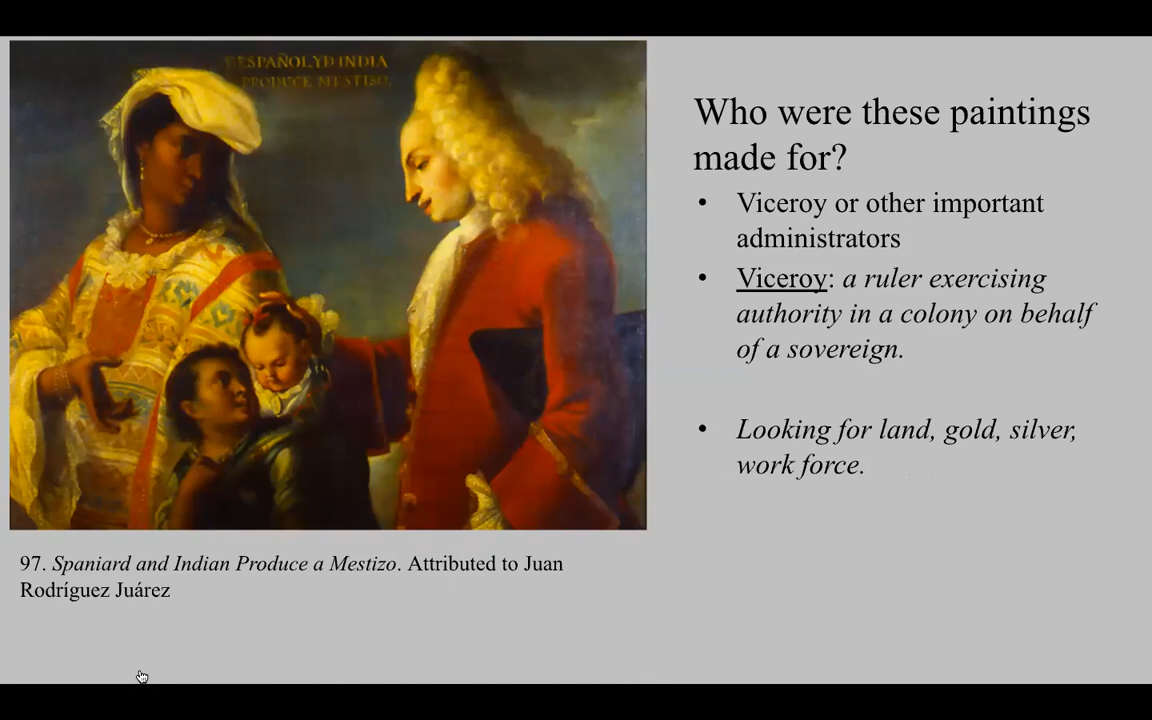 ESPAÑOL, Y D INDIA
PRODUCE MESTISO.
Who were these paintings
made for?
• Viceroy or other important
administrators
• Viceroy: a ruler exercising
authority in a colony on behalf
of a sovereign.
• Looking for land, gold, silver,
work force.
97. Spaniard and Indian Produce a Mestizo. Attributed to Juan
Rodríguez Juárez